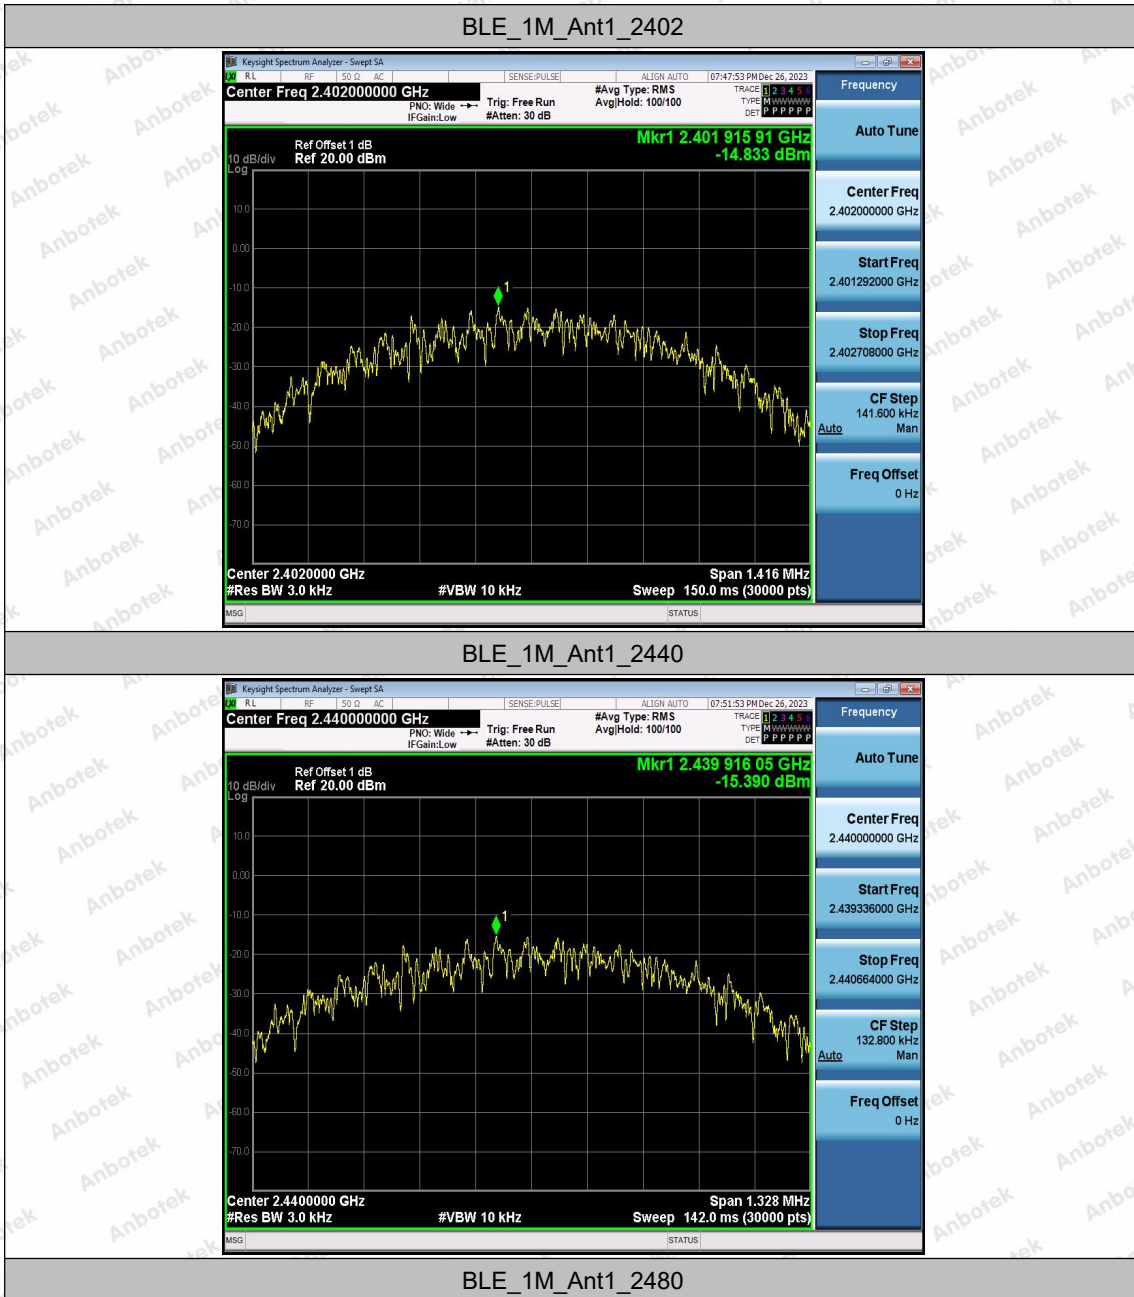 BLE_1M_Ant1_2402
Keysight Spectrum Analyzer - Swept SA
LXI RL RF 50 Ω AC SENSE:PULSE ALIGN AUTO 07:47:53 PM Dec 26, 2023
Center Freq 2.402000000 GHz #Avg Type: RMS TRACE 1 2 3 4 5 6
PNO: Wide Trig: Free Run Avg|Hold: 100/100 TYPE M WWWWW
IFGain:Low #Atten: 30 dB DET P P P P P P
Frequency
Auto Tune
Mkr1 2.401 915 91 GHz
Ref Offset 1 dB
10 dB/div Ref 20.00 dBm -14.833 dBm
Log
10.0
0.00
-10.0
-20.0
-30.0
-40.0
-50.0
-60.0
-70.0
1
Center Freq
2.402000000 GHz
Start Freq
2.401292000 GHz
Stop Freq
2.402708000 GHz
CF Step
141.600 kHz
Auto Man
Freq Offset
0 Hz
Center 2.4020000 GHz Span 1.416 MHz
#Res BW 3.0 kHz #VBW 10 kHz Sweep 150.0 ms (30000 pts)
MSG STATUS
BLE_1M_Ant1_2440
Keysight Spectrum Analyzer - Swept SA
LXI RL RF 50 Ω AC SENSE:PULSE ALIGN AUTO 07:51:53 PM Dec 26, 2023
Center Freq 2.440000000 GHz #Avg Type: RMS TRACE 1 2 3 4 5 6
PNO: Wide Trig: Free Run Avg|Hold: 100/100 TYPE M WWWWW
IFGain:Low #Atten: 30 dB DET P P P P P P
Frequency
Auto Tune
Mkr1 2.439 916 05 GHz
Ref Offset 1 dB
10 dB/div Ref 20.00 dBm -15.390 dBm
Log
10.0
0.00
-10.0
-20.0
-30.0
-40.0
-50.0
-60.0
-70.0
1
Center Freq
2.440000000 GHz
Start Freq
2.439336000 GHz
Stop Freq
2.440664000 GHz
CF Step
132.800 kHz
Auto Man
Freq Offset
0 Hz
Center 2.4400000 GHz Span 1.328 MHz
#Res BW 3.0 kHz #VBW 10 kHz Sweep 142.0 ms (30000 pts)
MSG STATUS
BLE_1M_Ant1_2480
Anbotek